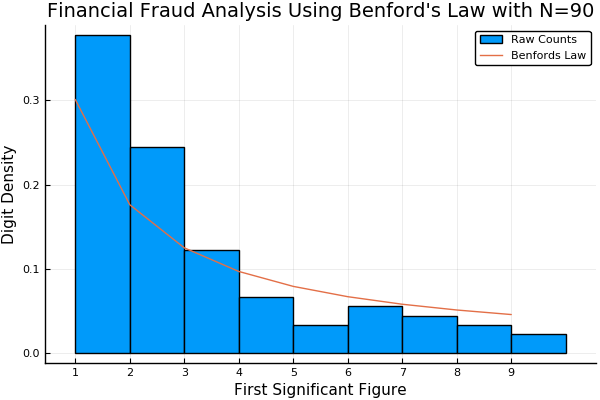 Financial Fraud Analysis Using Benford's Law with N=90
Raw Counts
Benfords Law
Digit Density
0.3
0.2
0.1
0.0
1 2 3 4 5 6 7 8 9
First Significant Figure